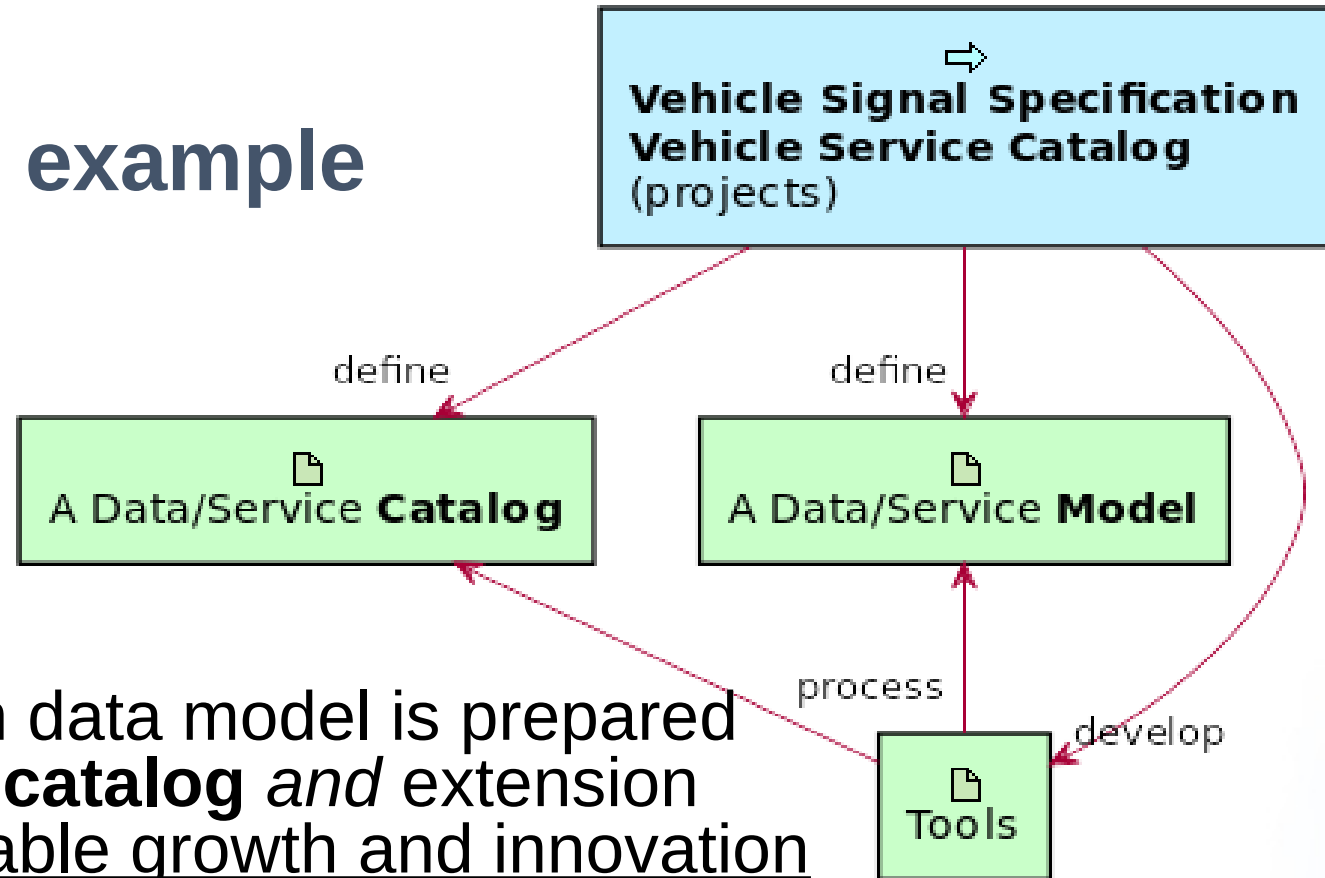 example
Vehicle Signal Specification
Vehicle Service Catalog
(projects)
define
define
A Data/Service Catalog
A Data/Service Model
process
develop
Tools
data model is prepared
catalog and extension
growth and innovation